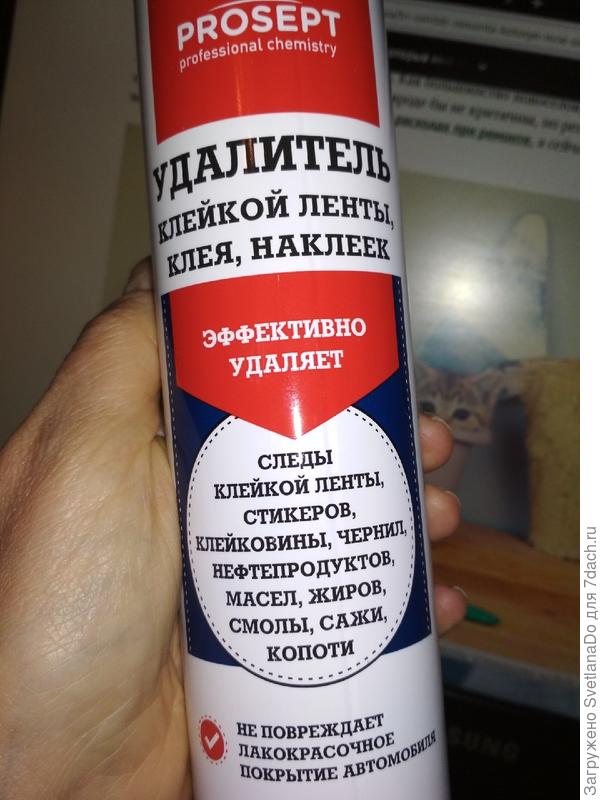 PROSEPT
professional chemistry
УДАЛИТЕЛЬ
КЛЕЙКОЙ ЛЕНТЫ,
КЛЕЯ, НАКЛЕЕК
ЭФФЕКТИВНО
УДАЛЯЕТ
СЛЕДЫ
КЛЕЙКОЙ ЛЕНТЫ,
СТИКЕРОВ,
КЛЕЙКОВИНЫ, ЧЕРНИЛ,
НЕФТЕПРОДУКТОВ,
МАСЕЛ, ЖИРОВ,
СМОЛЫ, САЖИ,
КОПОТИ
НЕ ПОВРЕЖДАЕТ
ЛАКОКРАСОЧНОЕ
ПОКРЫТИЕ АВТОМОБИЛЯ
SUNG
Загружено SvetlanaDo для 7dach.ru